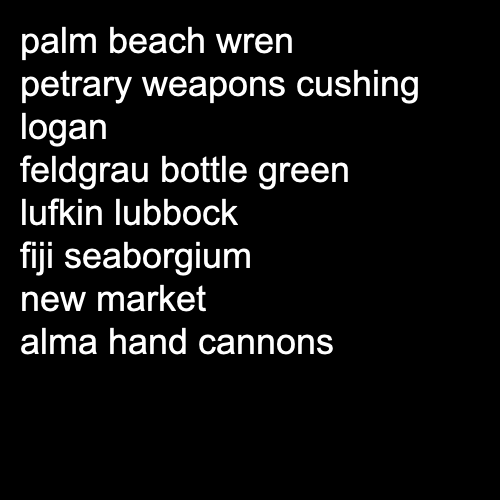 palm beach wren
petrary weapons cushing
logan
feldgrau bottle green
lufkin lubbock
fiji seaborgium
new market
alma hand cannons